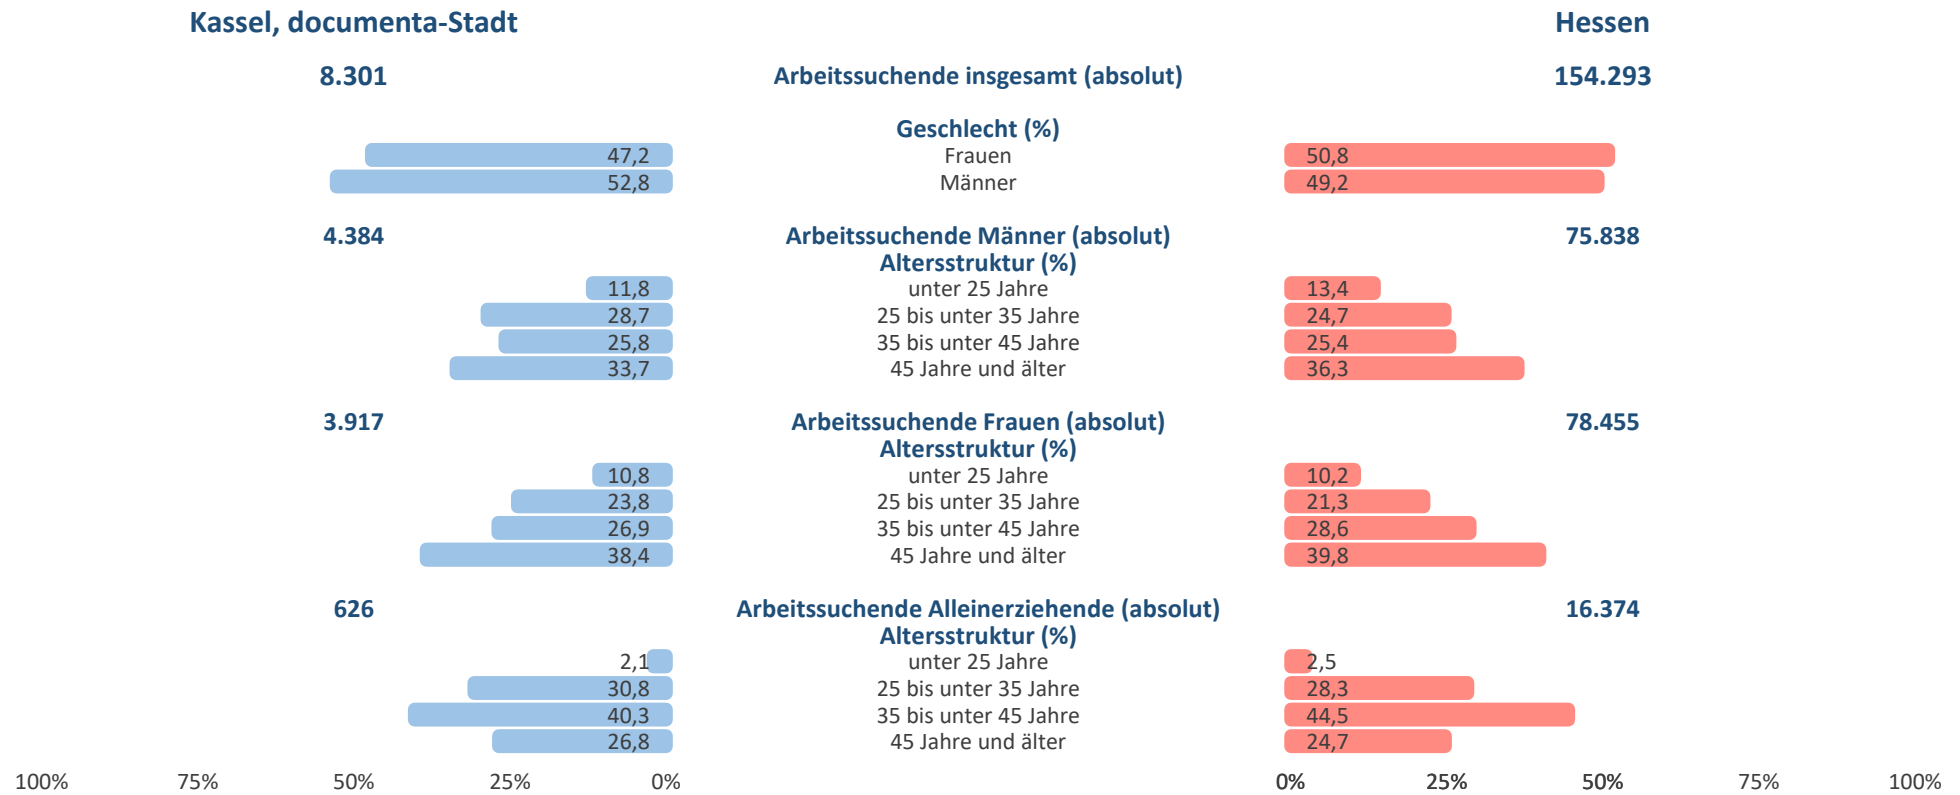 Kassel, documenta-Stadt Hessen
8.301 Arbeitssuchende insgesamt (absolut) 154.293
Geschlecht (%)
47,2 Frauen 50,8
52,8 Männer 49,2
4.384 Arbeitssuchende Männer (absolut) 75.838
Altersstruktur (%)
11,8 unter 25 Jahre 13,4
28,7 25 bis unter 35 Jahre 24,7
25,8 35 bis unter 45 Jahre 25,4
33,7 45 Jahre und älter 36,3
3.917 Arbeitssuchende Frauen (absolut) 78.455
Altersstruktur (%)
10,8 unter 25 Jahre 10,2
23,8 25 bis unter 35 Jahre 21,3
26,9 35 bis unter 45 Jahre 28,6
38,4 45 Jahre und älter 39,8
626 Arbeitssuchende Alleinerziehende (absolut) 16.374
Altersstruktur (%)
2,1 unter 25 Jahre 2,5
30,8 25 bis unter 35 Jahre 28,3
40,3 35 bis unter 45 Jahre 44,5
26,8 45 Jahre und älter 24,7
100% 75% 50% 25% 0% 0% 25% 50% 75% 100%